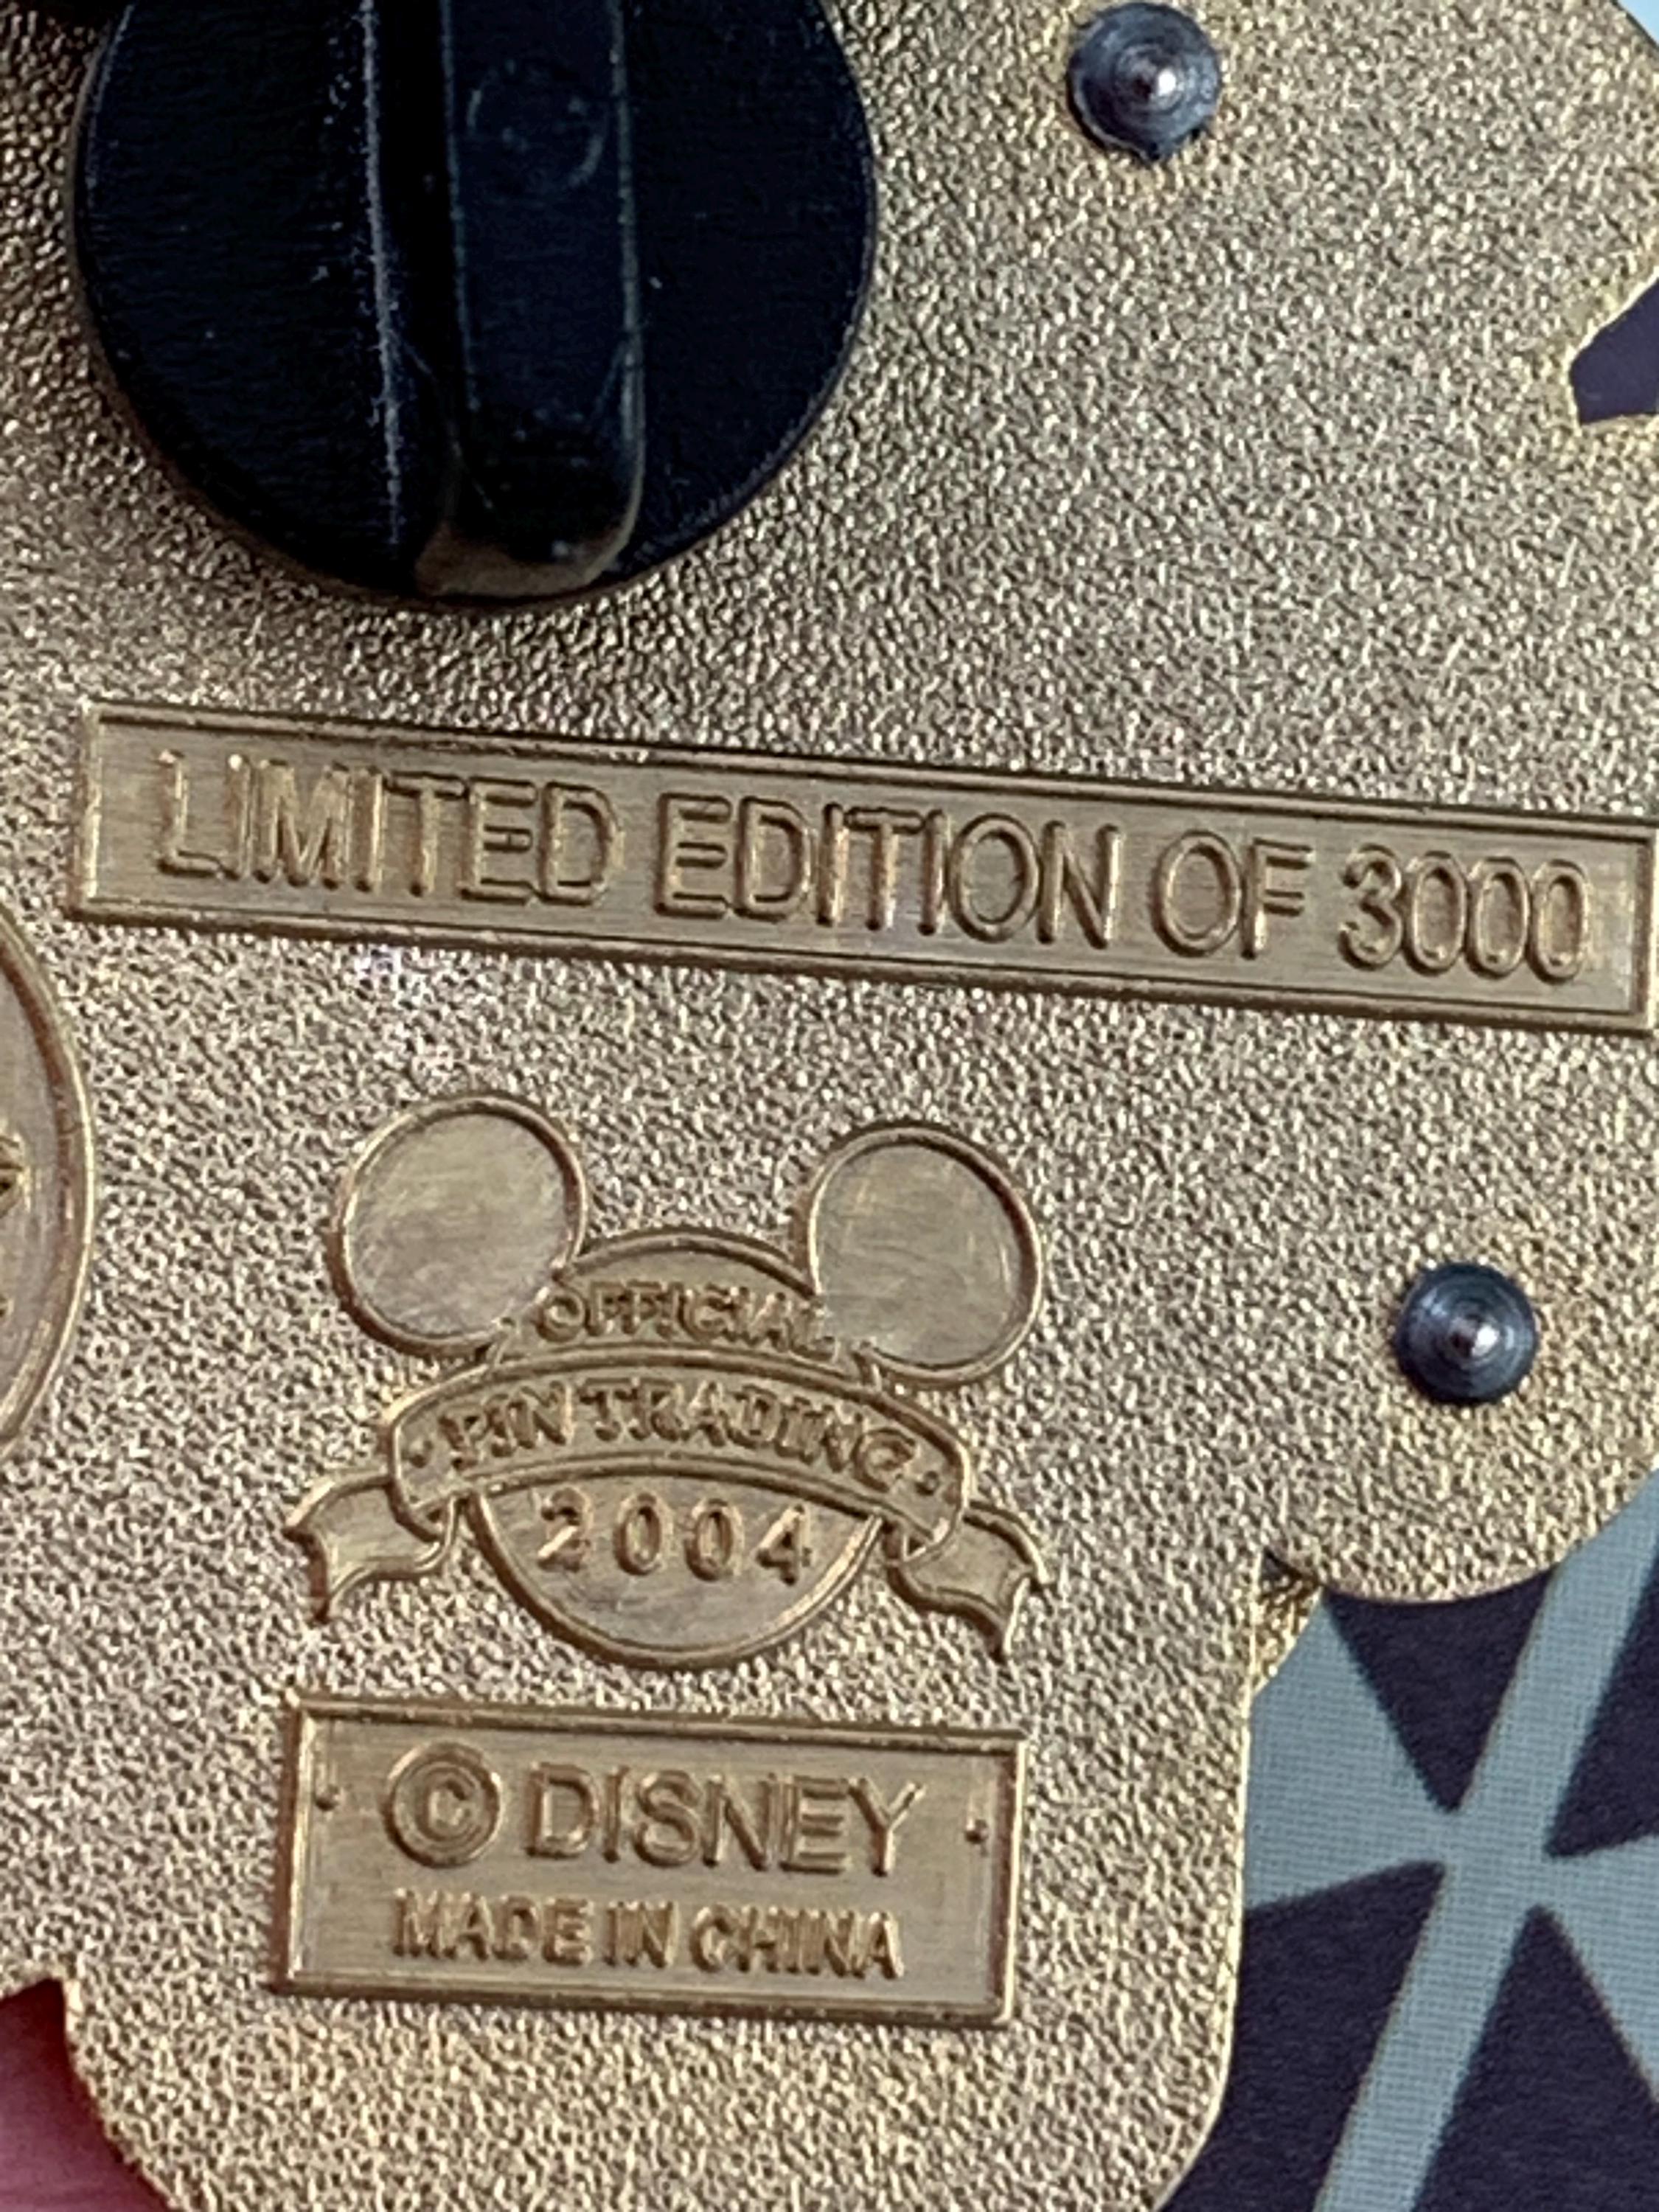 LIMITED EDITION OF 3000
OFFICIAL
• PIN TRADING •
2004
© DISNEY
MADE IN CHINA